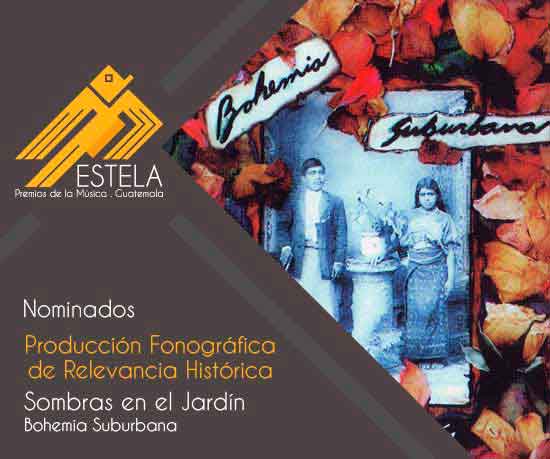 Bohemia
Suburbana
ESTELA
Premios de la Música . Guatemala
Nominados
Producción Fonográfica
de Relevancia Histórica
Sombras en el Jardín
Bohemia Suburbana